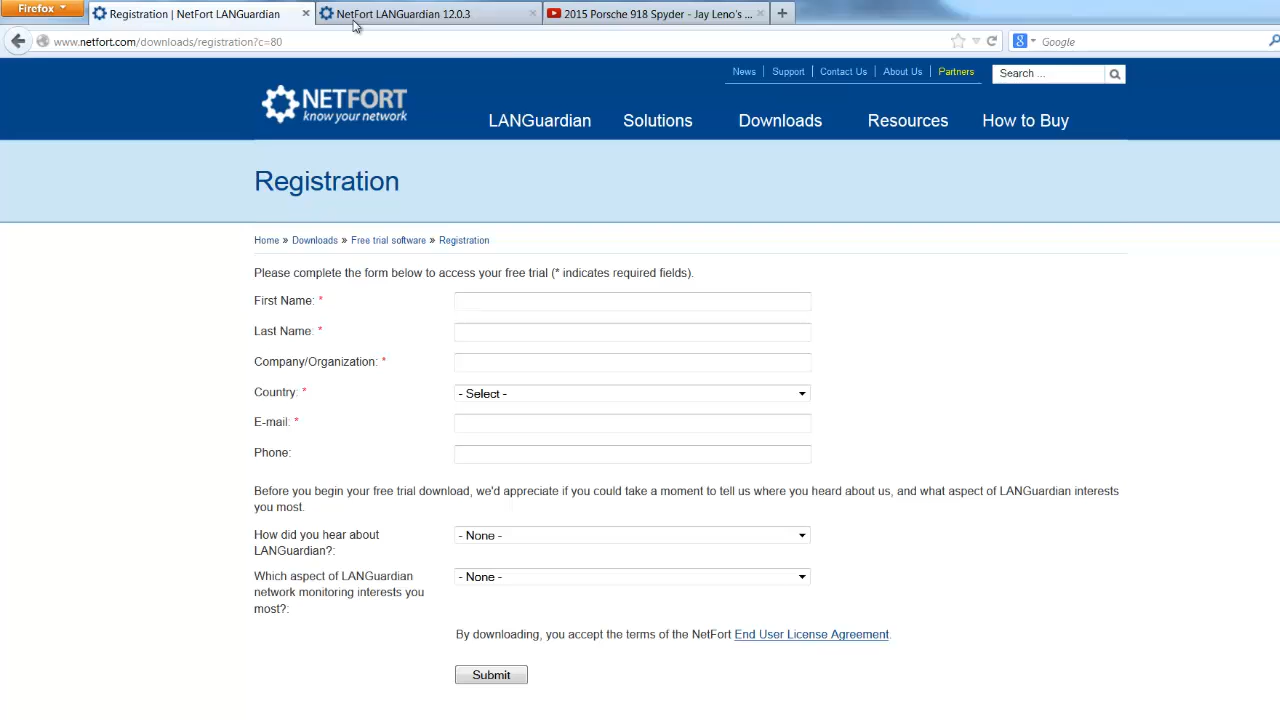 Firefox
Registration | NetFort LANGuardian
NetFort LANGuardian 12.0.3
2015 Porsche 918 Spyder - Jay Leno's ...
www.netfort.com/downloads/registration?c=80
Google
News
Support
Contact Us
About Us
Partners
Search ...
NETFORT
know your network
LANGuardian
Solutions
Downloads
Resources
How to Buy
Registration
Home » Downloads » Free trial software » Registration
Please complete the form below to access your free trial (* indicates required fields).
First Name: *
Last Name: *
Company/Organization: *
Country: *
- Select -
E-mail: *
Phone:
Before you begin your free trial download, we'd appreciate if you could take a moment to tell us where you heard about us, and what aspect of LANGuardian interests
you most.
How did you hear about
LANGuardian?:
- None -
Which aspect of LANGuardian
network monitoring interests you
most?:
- None -
By downloading, you accept the terms of the NetFort End User License Agreement.
Submit